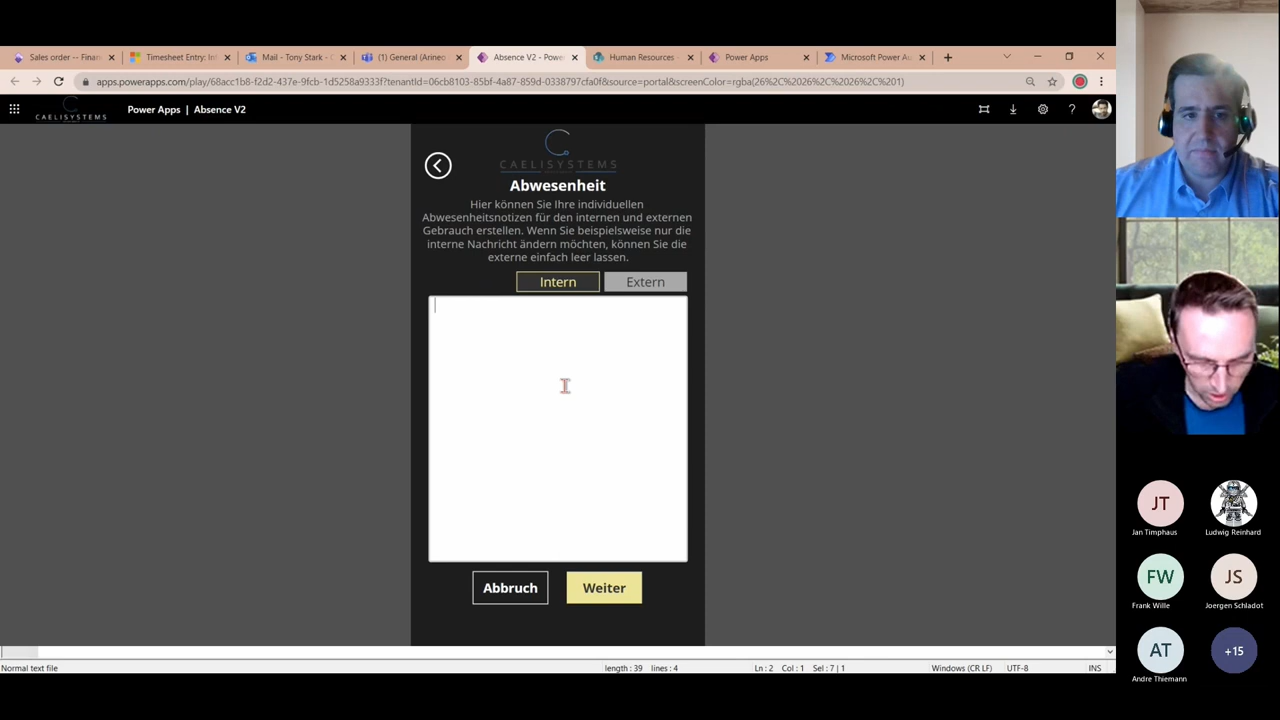 Sales order -- Finan
Timesheet Entry: Int
Mail - Tony Stark - C
(1) General (Arineo
Absence V2 - Power
Human Resources -
Power Apps
Microsoft Power Au
apps.powerapps.com/play/68acc1b8-f2d2-437e-9fcb-1d5258a9333f?tenantId=06cb8103-85bf-4a87-859d-0338797cfa0f&source=portal&screenColor=rgba(26%2C%2026%2C%2026%2C%201)
CAELISYSTEMS
Power Apps | Absence V2
CAELISYSTEMS
Abwesenheit
Hier können Sie Ihre individuellen
Abwesenheitsnotizen für den internen und externen
Gebrauch erstellen. Wenn Sie beispielsweise nur die
interne Nachricht ändern möchten, können Sie die
externe einfach leer lassen.
Intern Extern
Abbruch Weiter
Normal text file length : 39 lines : 4 Ln : 2 Col : 1 Sel : 7 | 1 Windows (CR LF) UTF-8 INS
JT
Jan Timphaus Ludwig Reinhard
FW JS
Frank Wille Joergen Schladot
AT +15
Andre Thiemann